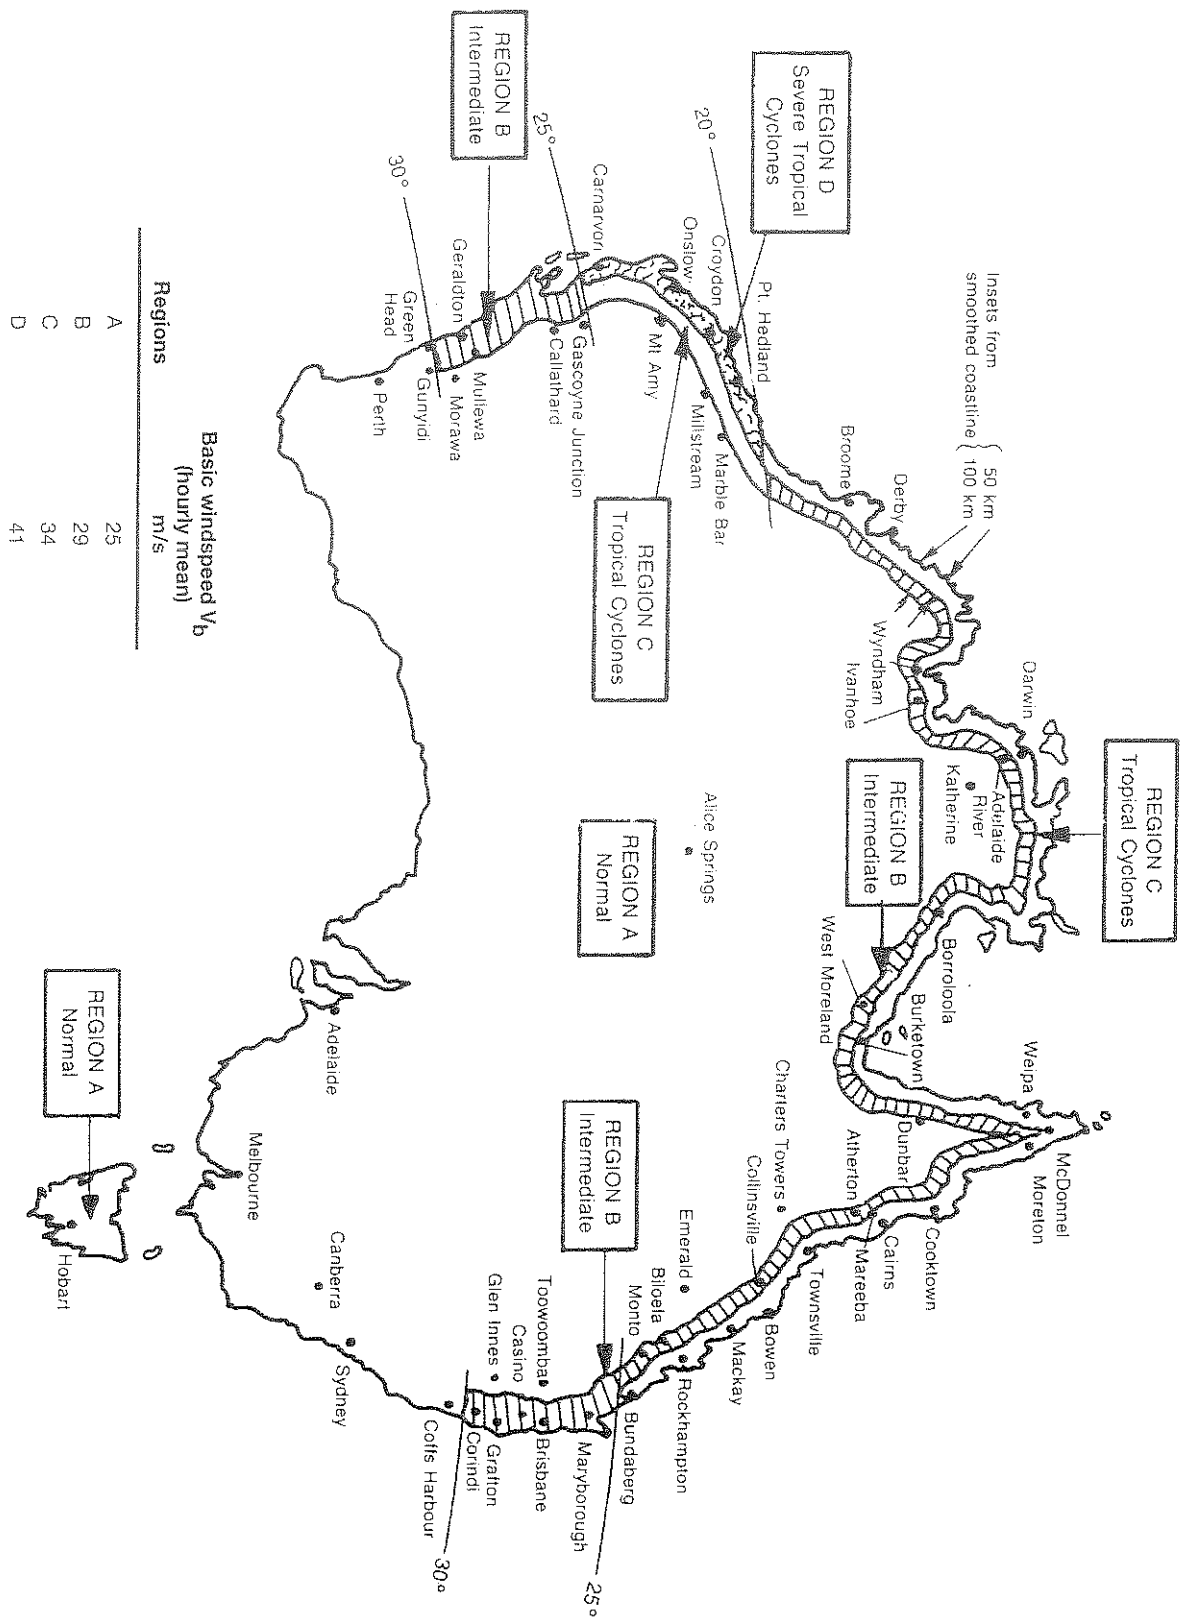 REGION C
Tropical Cyclones
Darwin
Insets from
smoothed coastline
50 km
100 km
REGION D
Severe Tropical
Cyclones
20°
Pt. Hedland
Croydon
Onslow
Carnarvon
25°
REGION B
Intermediate
30°
Broome
Derby
Wyndham
Ivanhoe
Adelaide
River
Katherine
REGION B
Intermediate
Borroloola
Burketown
West Moreland
Weipa
McDonnel
Moreton
Dunbar
Cooktown
Cairns
Mareeba
Atherton
Charters Towers
Townsville
Collinsville
Bowen
Mackay
Emerald
Rockhampton
Biloela
Monto
Bundaberg
25°
REGION B
Intermediate
Maryborough
Toowoomba
Brisbane
Casino
Grafton
Glen Innes
Corindi
30°
Coffs Harbour
Marble Bar
Millstream
Mt Amy
REGION C
Tropical Cyclones
Alice Springs
REGION A
Normal
Gascoyne Junction
Callathard
Mullewa
Geraldton
Morawa
Green
Head
Gunyidi
Perth
Adelaide
Melbourne
Canberra
Sydney
REGION A
Normal
Hobart
Regions
Basic windspeed Vb
(hourly mean)
m/s
A 25
B 29
C 34
D 41